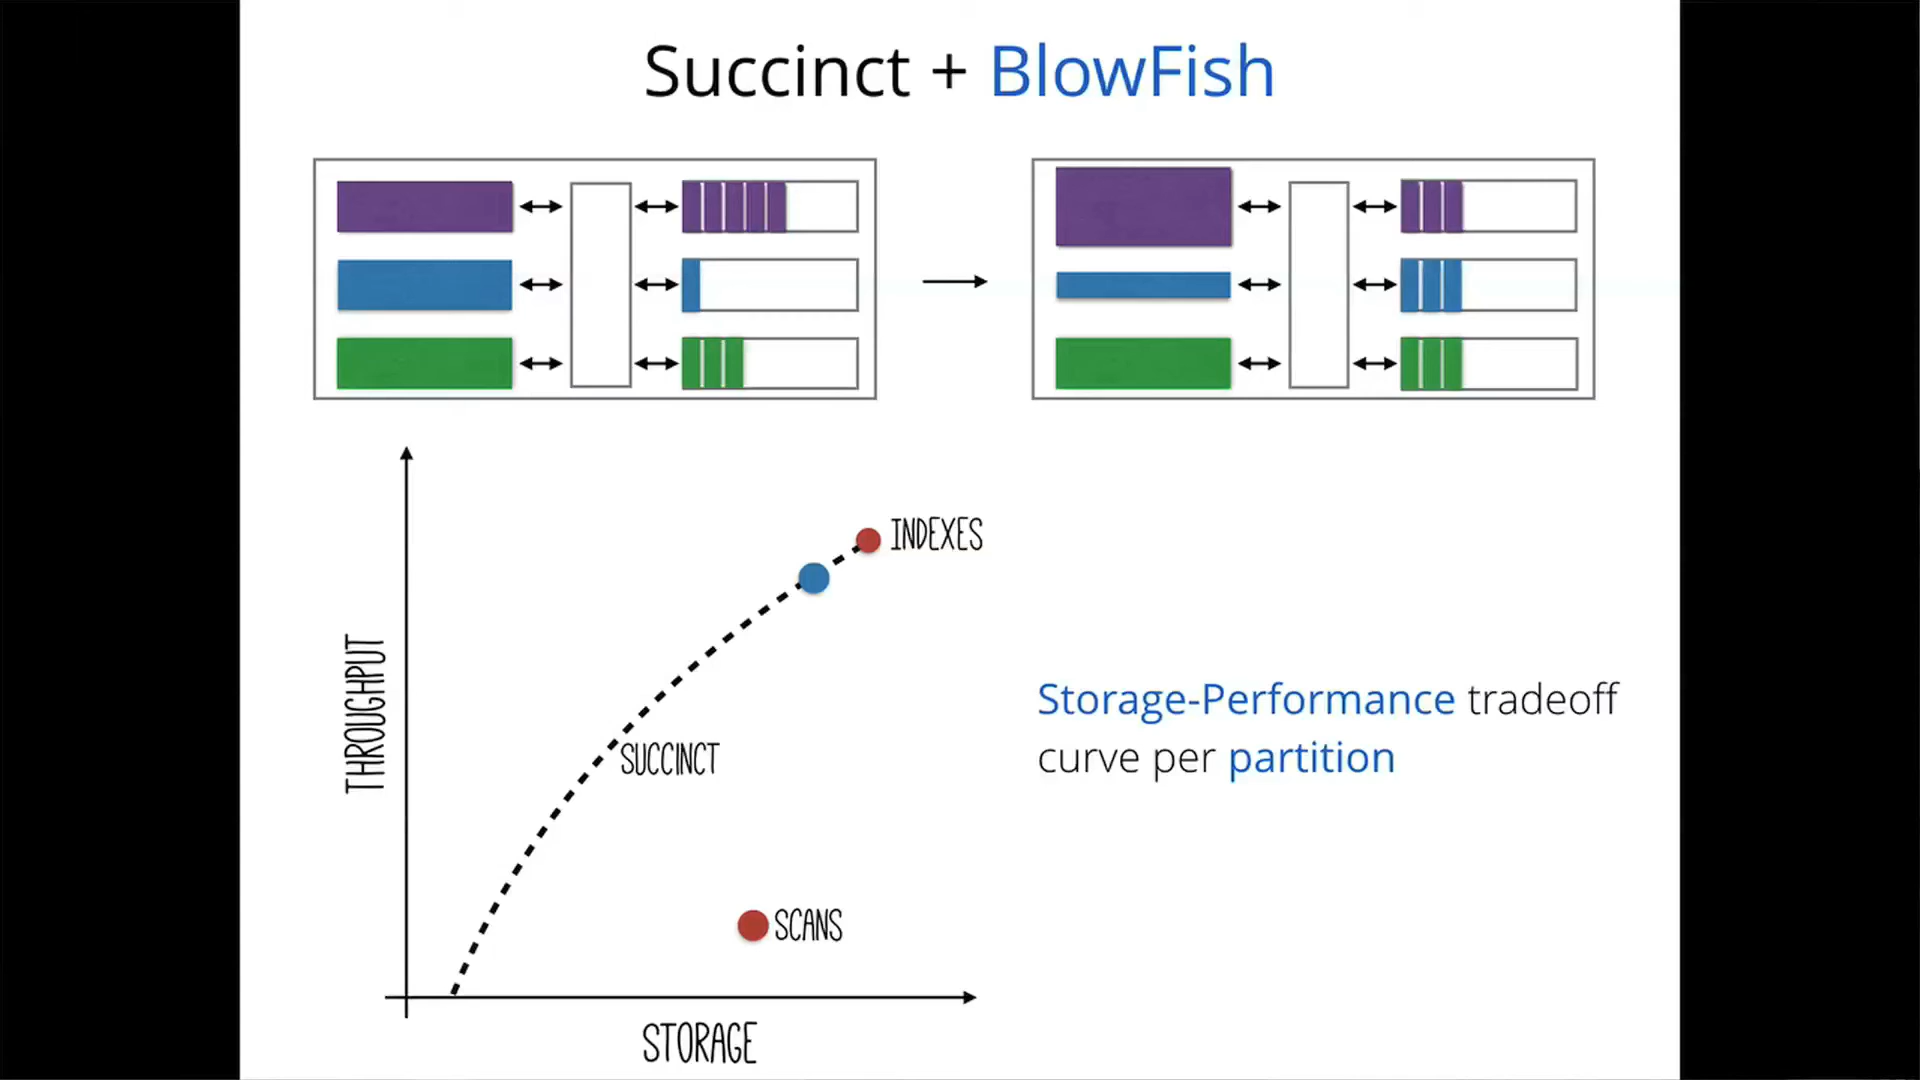 Succinct + BlowFish
INDEXES
THROUGHPUT
SUCCINCT
Storage-Performance tradeoff
curve per partition
SCANS
STORAGE